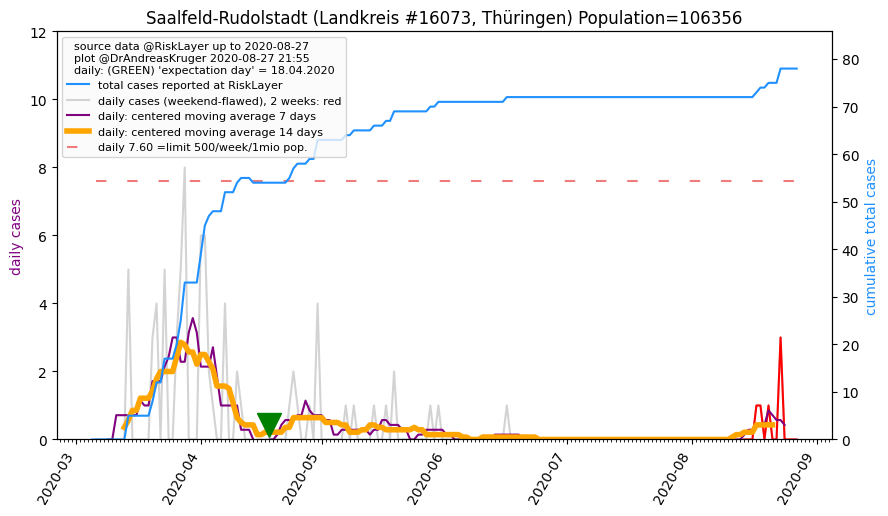 Saalfeld-Rudolstadt (Landkreis #16073, Thüringen) Population=106356
source data @RiskLayer up to 2020-08-27
plot @DrAndreasKruger 2020-08-27 21:55
daily: (GREEN) 'expectation day' = 18.04.2020
total cases reported at RiskLayer
daily cases (weekend-flawed), 2 weeks: red
daily: centered moving average 7 days
daily: centered moving average 14 days
daily 7.60 =limit 500/week/1mio pop.
daily cases
12
10
8
6
4
2
0
cumulative total cases
80
70
60
50
40
30
20
10
0
2020-03
2020-04
2020-05
2020-06
2020-07
2020-08
2020-09